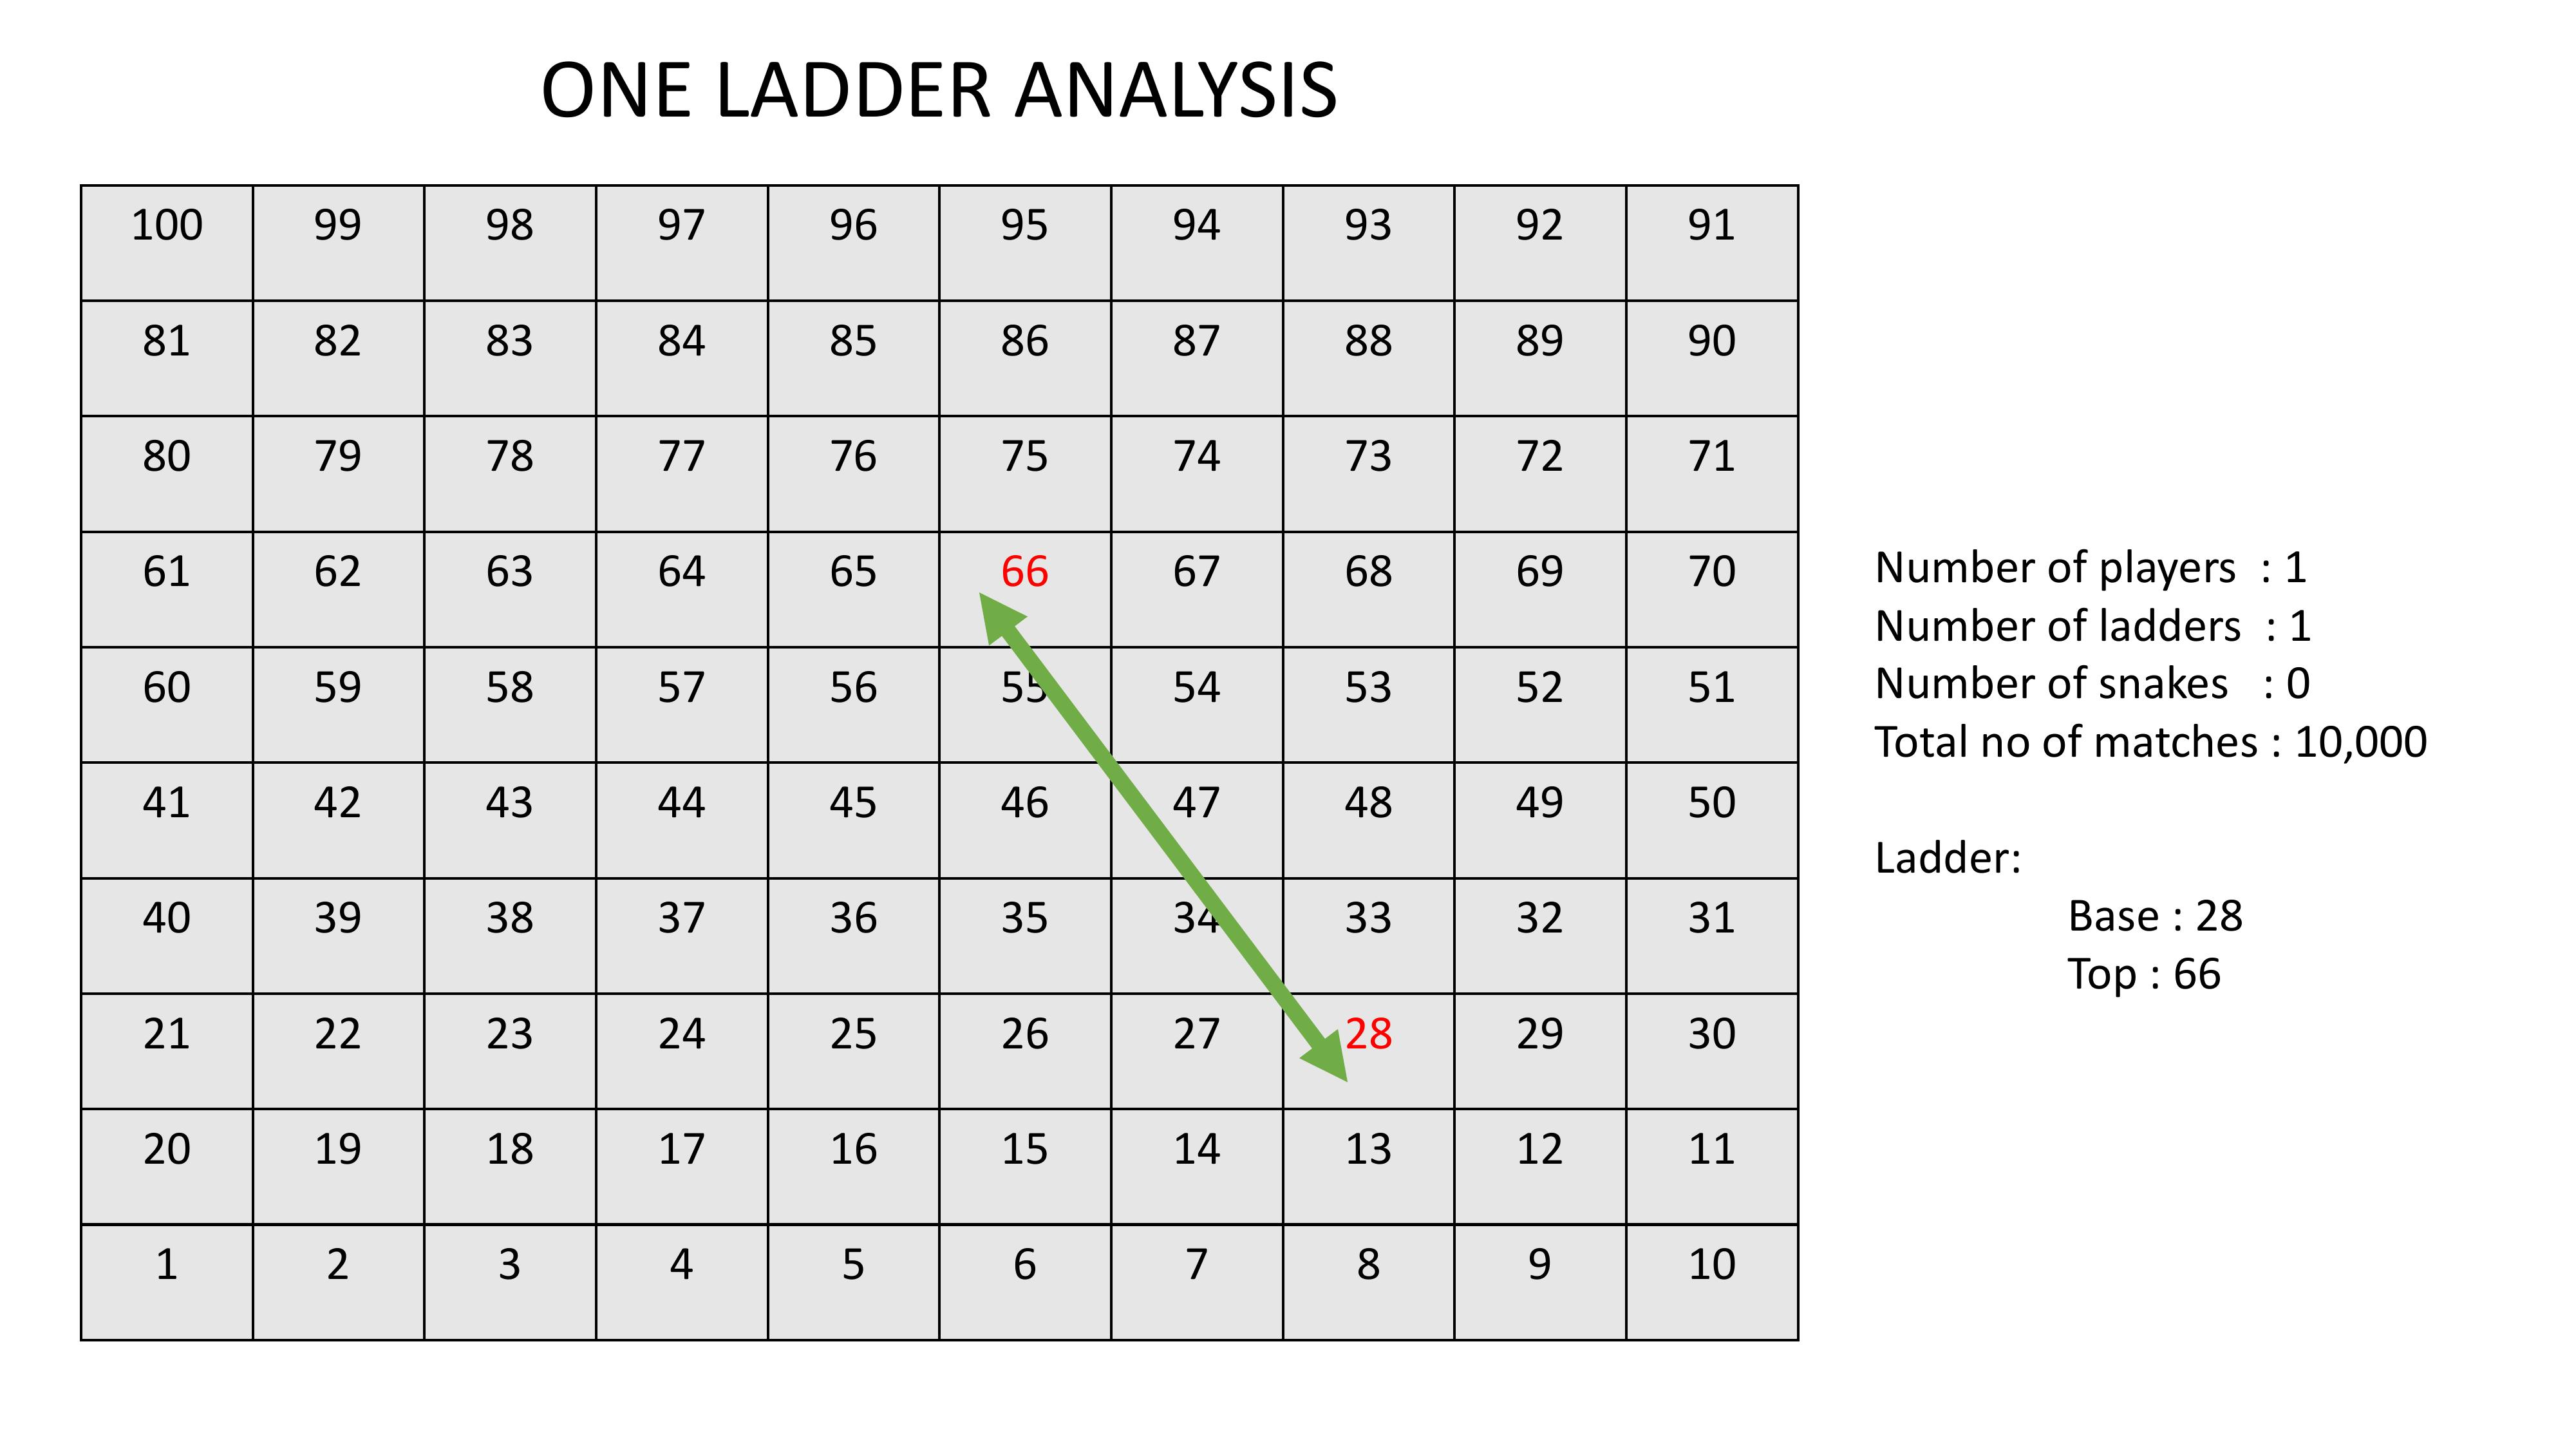 ONE LADDER ANALYSIS
100 99 98 97 96 95 94 93 92 91
81 82 83 84 85 86 87 88 89 90
80 79 78 77 76 75 74 73 72 71
61 62 63 64 65 66 67 68 69 70
60 59 58 57 56 55 54 53 52 51
41 42 43 44 45 46 47 48 49 50
40 39 38 37 36 35 34 33 32 31
21 22 23 24 25 26 27 28 29 30
20 19 18 17 16 15 14 13 12 11
1 2 3 4 5 6 7 8 9 10
Number of players : 1
Number of ladders : 1
Number of snakes : 0
Total no of matches : 10,000
Ladder:
Base : 28
Top : 66